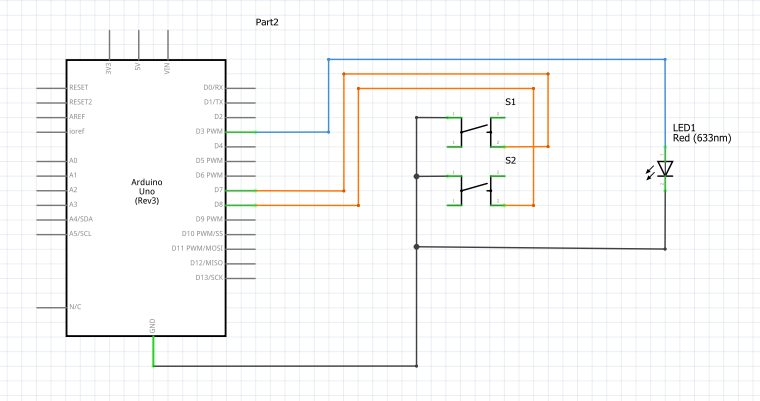 Part2
3V3
5V
VIN
RESET
RESET2
AREF
ioref
A0
A1
A2
A3
A4/SDA
A5/SCL
N/C
Arduino
Uno
(Rev3)
D0/RX
D1/TX
D2
D3 PWM
D4
D5 PWM
D6 PWM
D7
D8
D9 PWM
D10 PWM/SS
D11 PWM/MOSI
D12/MISO
D13/SCK
GND
S1
S2
LED1
Red (633nm)